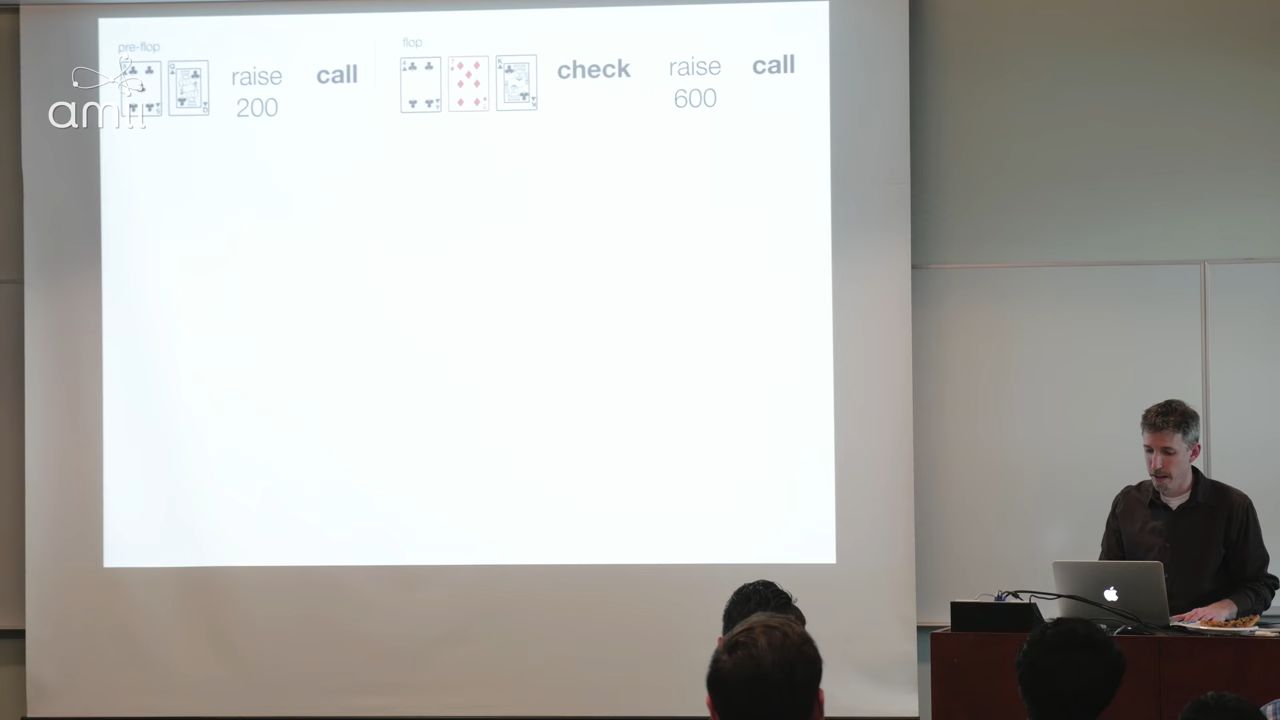 pre-flop
raise
200
call
flop
check
raise
600
call
amii